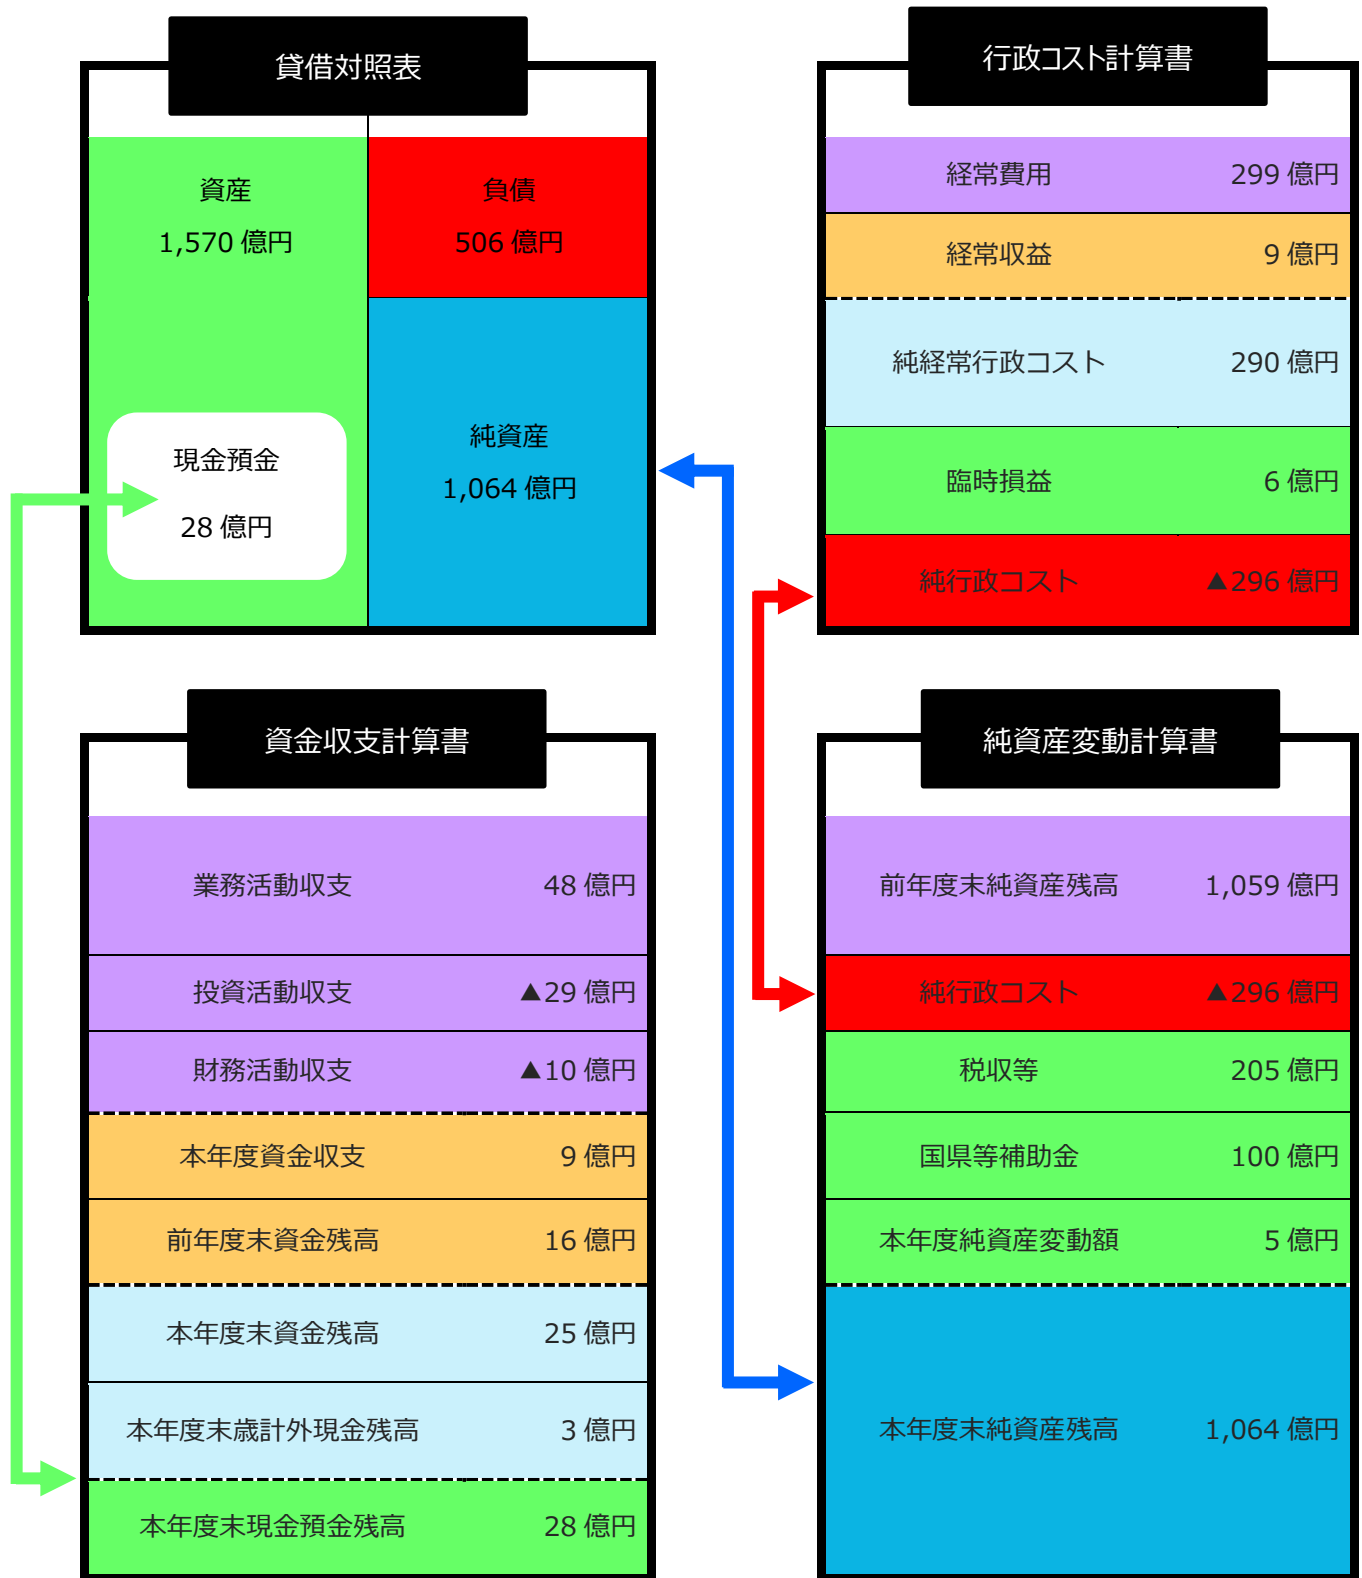 貸借対照表
資産
1,570 億円
負債
506 億円
現金預金
28 億円
純資産
1,064 億円
行政コスト計算書
経常費用 299 億円
経常収益 9 億円
純経常行政コスト 290 億円
臨時損益 6 億円
純行政コスト ▲296 億円
資金収支計算書
業務活動収支 48 億円
投資活動収支 ▲29 億円
財務活動収支 ▲10 億円
本年度資金収支 9 億円
前年度末資金残高 16 億円
本年度末資金残高 25 億円
本年度末歳計外現金残高 3 億円
本年度末現金預金残高 28 億円
純資産変動計算書
前年度末純資産残高 1,059 億円
純行政コスト ▲296 億円
税収等 205 億円
国県等補助金 100 億円
本年度純資産変動額 5 億円
本年度末純資産残高 1,064 億円